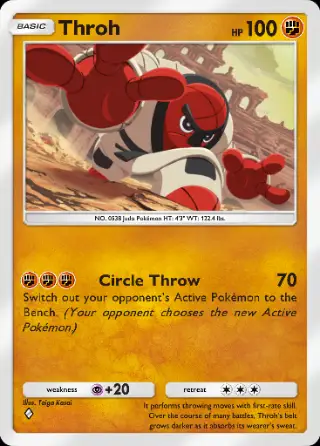 BASIC Throh HP 100
NO. 0538 Judo Pokémon HT: 4'3" WT: 122.4 lbs.
Circle Throw 70
Switch out your opponent's Active Pokémon to the
Bench. (Your opponent chooses the new Active
Pokémon.)
weakness +20 retreat
Illus. Taiga Kasai
It performs throwing moves with first-rate skill.
Over the course of many battles, Throh's belt
grows darker as it absorbs its wearer's sweat.